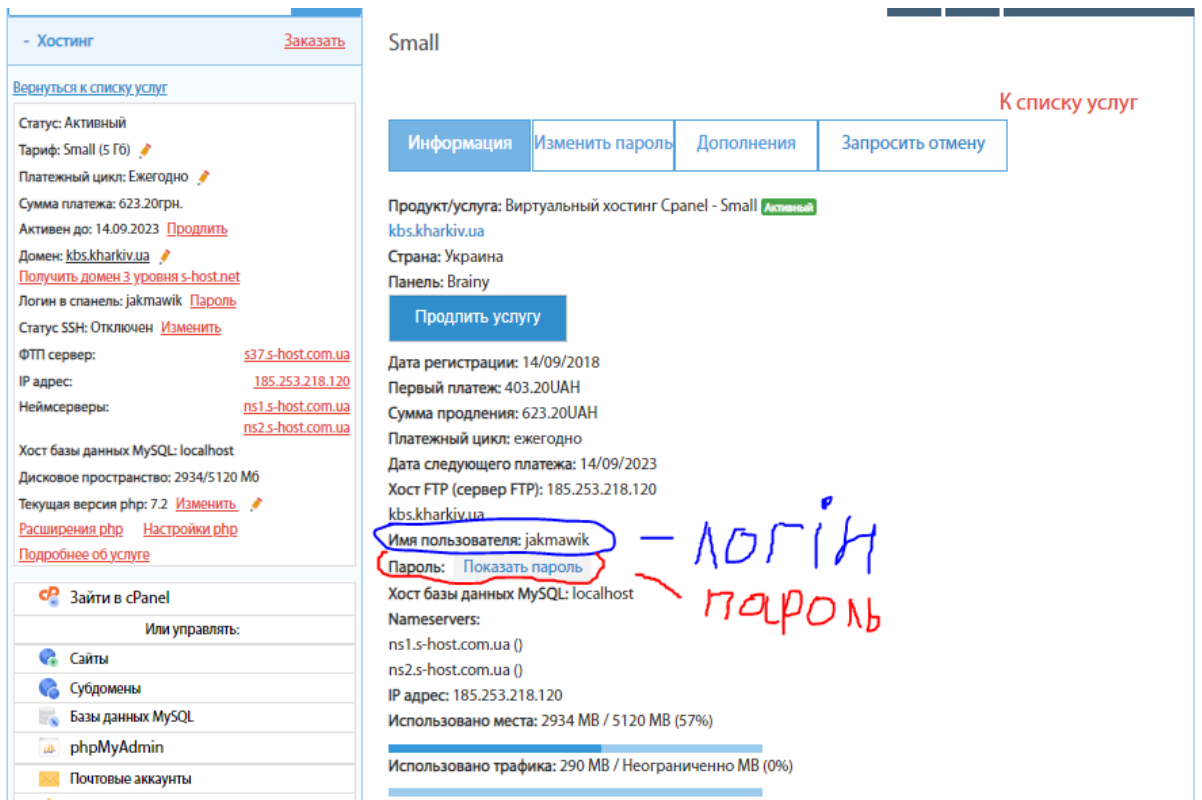 - Хостинг
Заказать
Вернуться к списку услуг
Статус: Активный
Тариф: Small (5 Гб)
Платежный цикл: Ежегодно
Сумма платежа: 623.20грн.
Активен до: 14.09.2023 Продлить
Домен: kbs.kharkiv.ua
Получить домен 3 уровня s-host.net
Логин в cпанель: jakmawik Пароль
Статус SSH: Отключен Изменить
ФТП сервер: s37.s-host.com.ua
IP адрес: 185.253.218.120
Неймсерверы: ns1.s-host.com.ua
ns2.s-host.com.ua
Хост базы данных MySQL: localhost
Дисковое пространство: 2934/5120 Мб
Текущая версия php: 7.2 Изменить
Расширения php Настройки php
Подробнее об услуге
cP Зайти в cPanel
Или управлять:
Сайты
Субдомены
Базы данных MySQL
phpMyAdmin
Почтовые аккаунты
Small
К списку услуг
Информация Изменить пароль Дополнения Запросить отмену
Продукт/услуга: Виртуальный хостинг Cpanel - Small Активный
kbs.kharkiv.ua
Страна: Украина
Панель: Brainy
Продлить услугу
Дата регистрации: 14/09/2018
Первый платеж: 403.20UAH
Сумма продления: 623.20UAH
Платежный цикл: ежегодно
Дата следующего платежа: 14/09/2023
Хост FTP (сервер FTP): 185.253.218.120
kbs.kharkiv.ua
Имя пользователя: jakmawik – логін
Пароль: Показать пароль пароль
Хост базы данных MySQL: localhost
Nameservers:
ns1.s-host.com.ua ()
ns2.s-host.com.ua ()
IP адрес: 185.253.218.120
Использовано места: 2934 MB / 5120 MB (57%)
Использовано трафика: 290 MB / Неограниченно MB (0%)